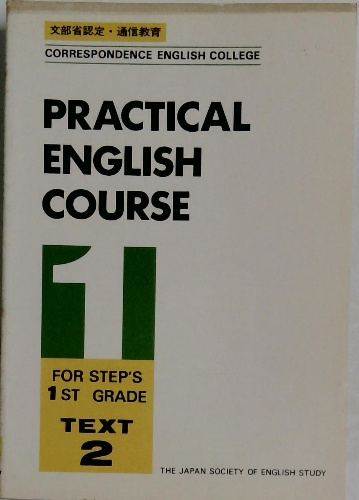 文部省認定・通信教育
CORRESPONDENCE ENGLISH COLLEGE
PRACTICAL
ENGLISH
COURSE
1
FOR STEP'S
1ST GRADE
TEXT
2
THE JAPAN SOCIETY OF ENGLISH STUDY